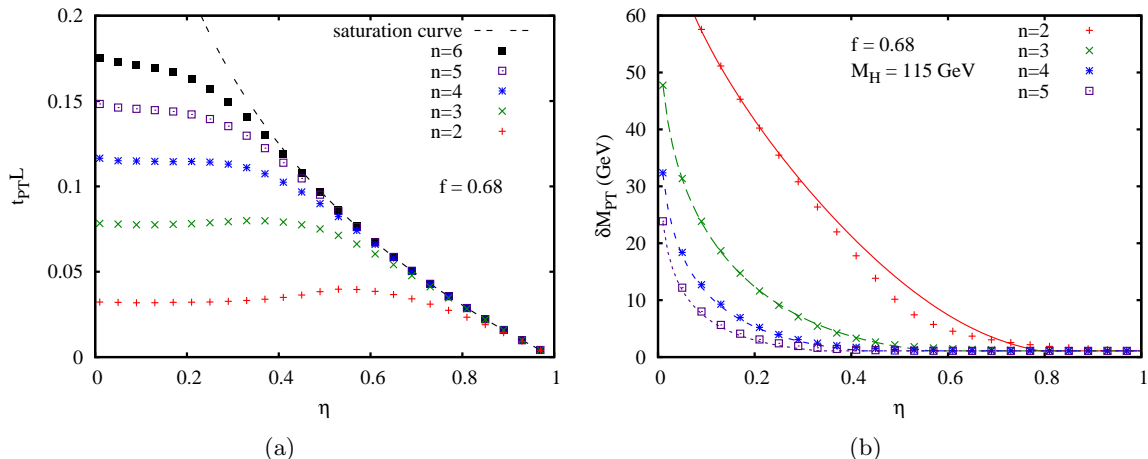 0.2
0.15
0.1
0.05
0
t_PT L
0 0.2 0.4 0.6 0.8 1
η
saturation curve
n=6
n=5
n=4
n=3
n=2
f = 0.68
(a)
60
50
40
30
20
10
0
δM_PT (GeV)
0 0.2 0.4 0.6 0.8 1
η
f = 0.68
M_H = 115 GeV
n=2
n=3
n=4
n=5
(b)